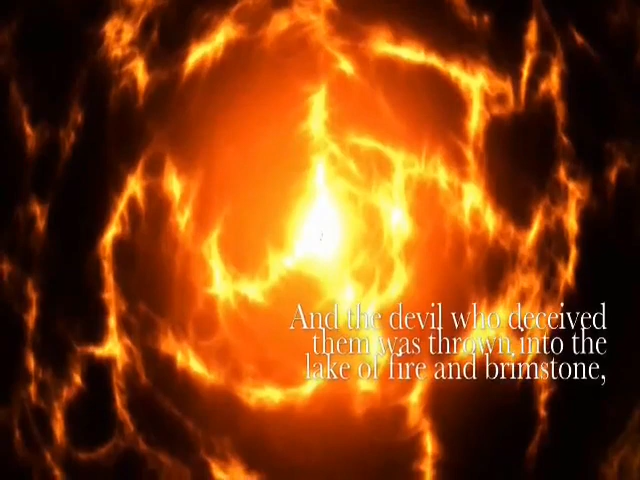 And the devil who deceived
them was thrown into the
lake of fire and brimstone,